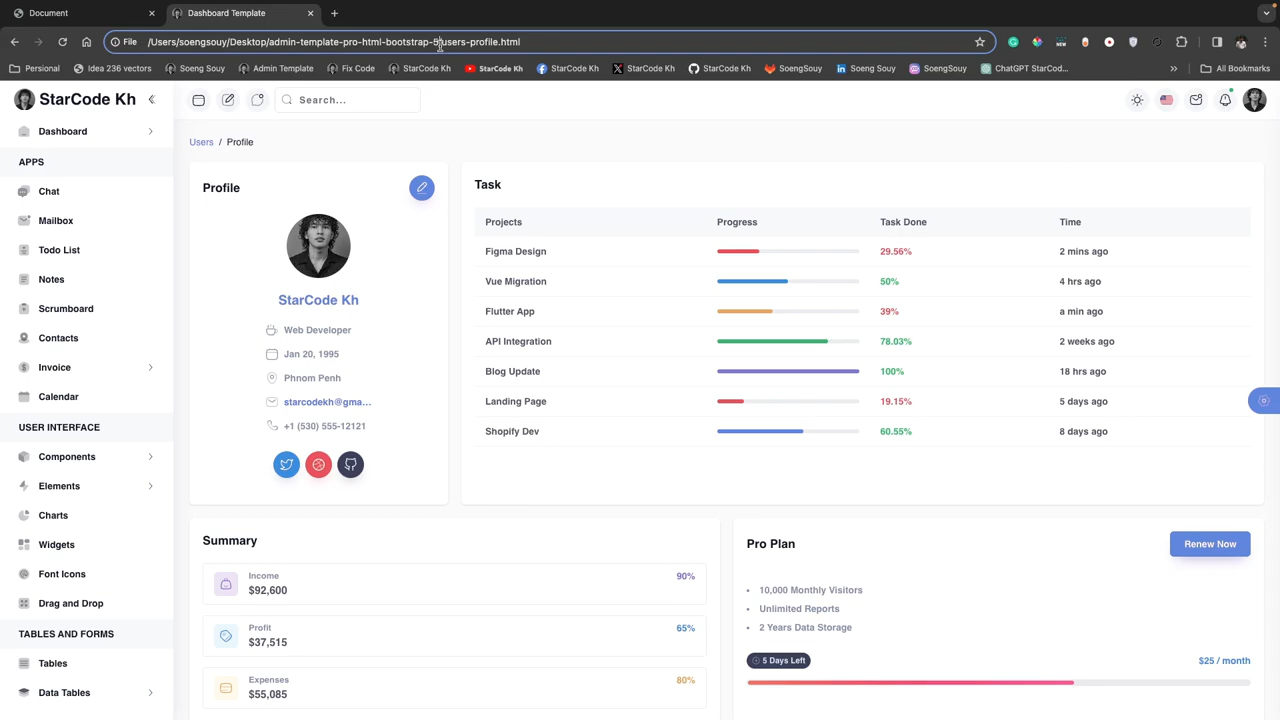 Document
Dashboard Template
File /Users/soengsouy/Desktop/admin-template-pro-html-bootstrap-5/users-profile.html
Personal
Idea 236 vectors
Soeng Souy
Admin Template
Fix Code
StarCode Kh
StarCode Kh
StarCode Kh
StarCode Kh
StarCode Kh
SoengSouy
Soeng Souy
SoengSouy
ChatGPT StarCod...
All Bookmarks
StarCode Kh
Search...
Dashboard
APPS
Chat
Mailbox
Todo List
Notes
Scrumboard
Contacts
Invoice
Calendar
USER INTERFACE
Components
Elements
Charts
Widgets
Font Icons
Drag and Drop
TABLES AND FORMS
Tables
Data Tables
Users / Profile
Profile
StarCode Kh
Web Developer
Jan 20, 1995
Phnom Penh
starcodekh@gma...
+1 (530) 555-12121
Task
Projects Progress Task Done Time
Figma Design 29.56% 2 mins ago
Vue Migration 50% 4 hrs ago
Flutter App 39% a min ago
API Integration 78.03% 2 weeks ago
Blog Update 100% 18 hrs ago
Landing Page 19.15% 5 days ago
Shopify Dev 60.55% 8 days ago
Summary
Income 90%
$92,600
Profit 65%
$37,515
Expenses 80%
$55,085
Pro Plan
Renew Now
10,000 Monthly Visitors
Unlimited Reports
2 Years Data Storage
5 Days Left
$25 / month